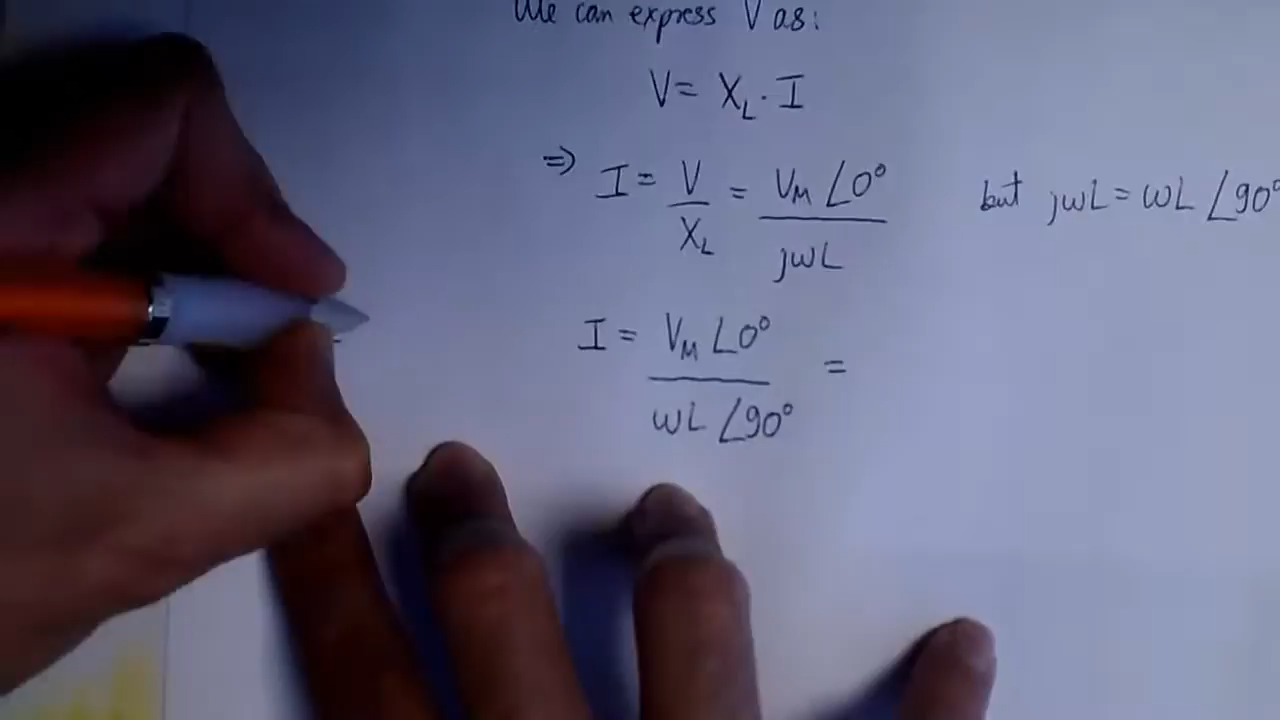 We can express V as:
V = X_L · I
⇒ I = V/X_L = V_M ∠0°/jωL but jωL = ωL ∠90°
I = V_M ∠0°/ωL ∠90° =